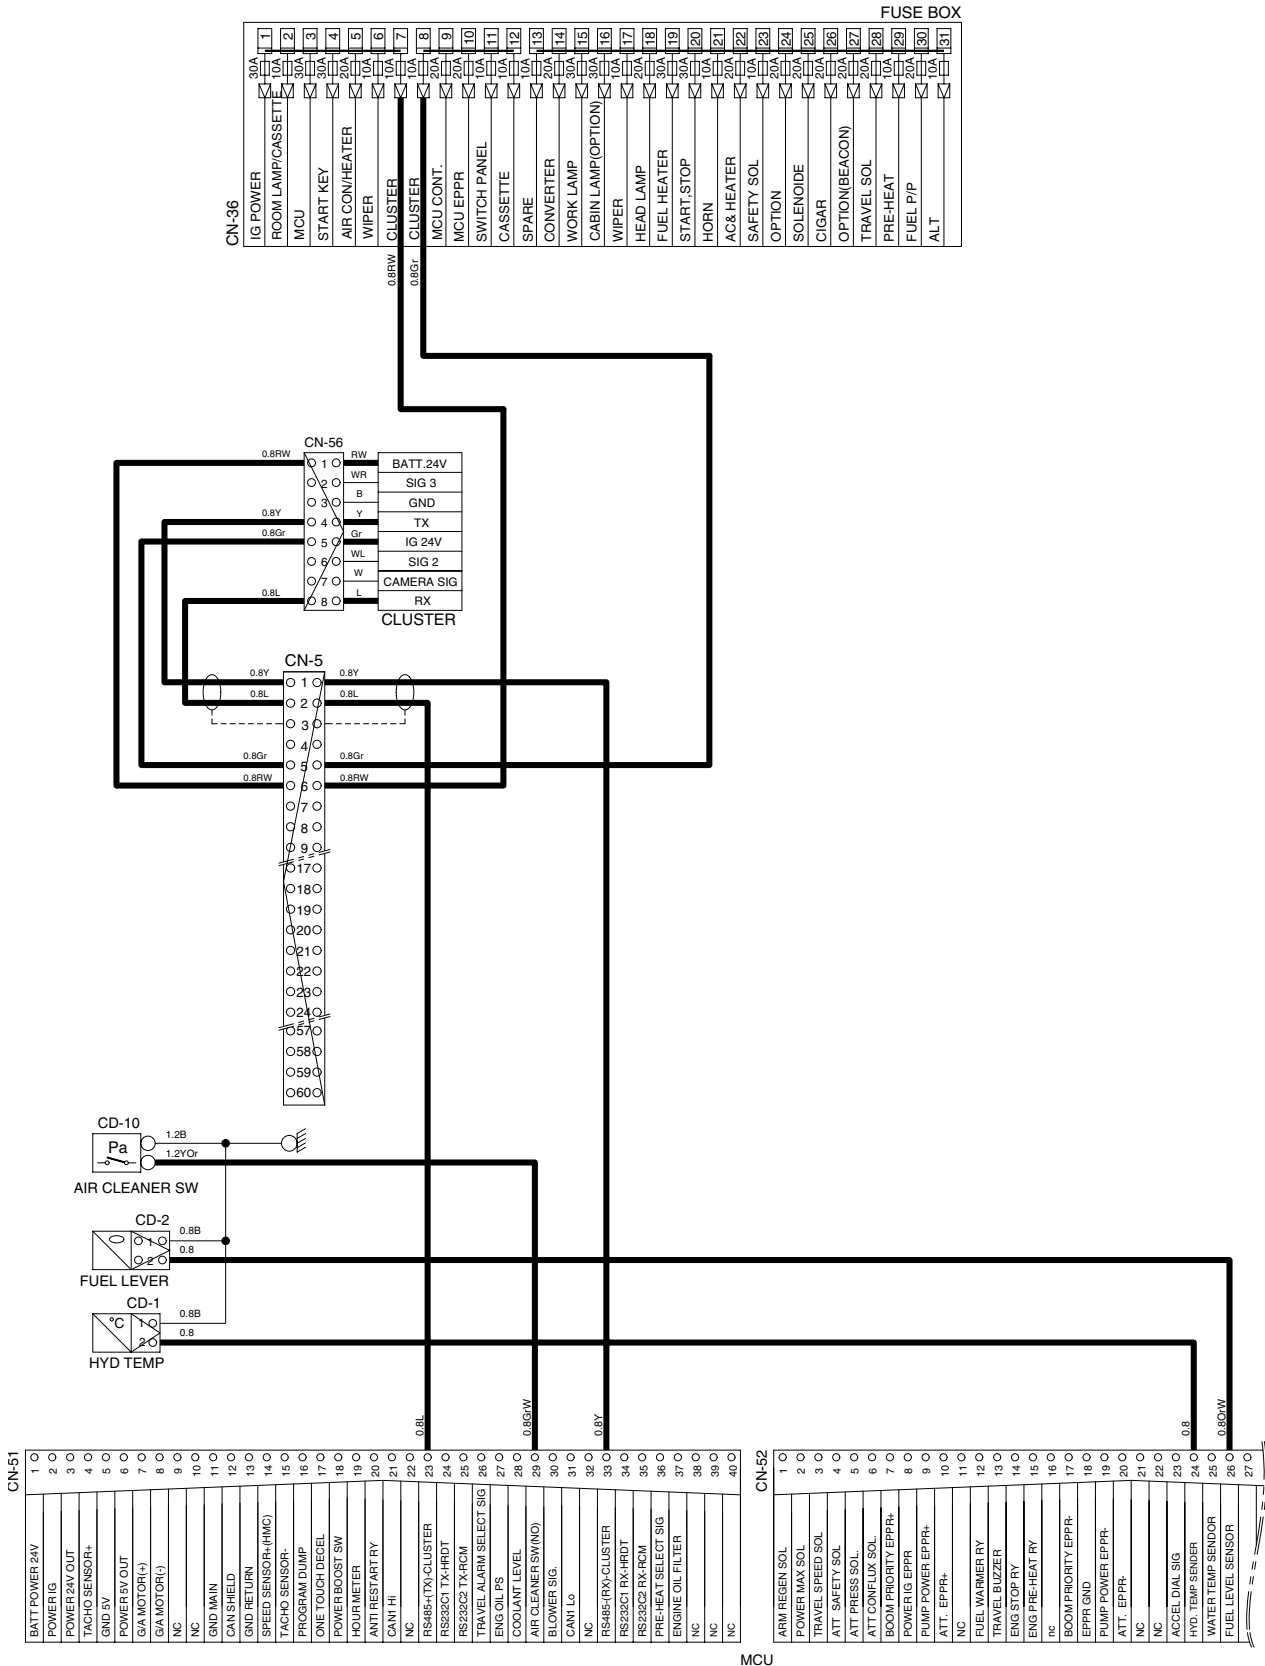 FUSE BOX
1 2 3 4 5 6 7 8 9 10 11 12 13 14 15 16 17 18 19 20 21 22 23 24 25 26 27 28 29 30 31
30A 10A 30A 30A 20A 10A 10A 10A 20A 20A 10A 10A 10A 20A 30A 20A 10A 20A 20A 30A 10A 20A 20A 20A 20A 20A 20A 10A 10A 20A 10A
CN-36
IG POWER
ROOM LAMP/CASSETTE
MCU
START KEY
AIR CON/HEATER
WIPER
CLUSTER
CLUSTER
MCU CONT.
MCU EPPR
SWITCH PANEL
CASSETTE
SPARE
CONVERTER
WORK LAMP
CABIN LAMP(OPTION)
WIPER
HEAD LAMP
FUEL HEATER
START,STOP
HORN
AC& HEATER
SAFETY SOL
OPTION
SOLENOIDE
CIGAR
OPTION(BEACON)
TRAVEL SOL
PRE-HEAT
FUEL P/P
ALT
0.8RW
0.8Gr
CN-56
0.8RW 1 RW BATT.24V
2 WR SIG 3
3 B GND
0.8Y 4 Y TX
0.8Gr 5 Gr IG 24V
6 WL SIG 2
7 W CAMERA SIG
0.8L 8 L RX
CLUSTER
CN-5
0.8Y 1 0.8Y
0.8L 2 0.8L
3
4
0.8Gr 5 0.8Gr
0.8RW 6 0.8RW
7
8
9
17
18
19
20
21
22
23
24
57
58
59
60
CD-10
Pa
1.2B
1.2YOr
AIR CLEANER SW
CD-2
1 0.8B
2 0.8
FUEL LEVER
CD-1
°C
1 0.8B
2 0.8
HYD TEMP
0.8L
0.8GrW
0.8Y
0.8
0.8OrW
CN-51
1 BATT POWER 24V
2 POWER IG
3 POWER 24V OUT
4 TACHO SENSOR+
5 GND 5V
6 POWER 5V OUT
7 G/A MOTOR(+)
8 G/A MOTOR(-)
9 NC
10 NC
11 GND MAIN
12 CAN SHIELD
13 GND RETURN
14 SPEED SENSOR+(HMC)
15 TACHO SENSOR-
16 PROGRAM DUMP
17 ONE TOUCH DECEL
18 POWER BOOST SW
19 HOUR METER
20 ANTI RESTART RY
21 CAN1 Hi
22 NC
23 RS485+(TX)-CLUSTER
24 RS232C1 TX-HRDT
25 RS232C2 TX-RCM
26 TRAVEL ALARM SELECT SIG
27 ENG OIL PS
28 COOLANT LEVEL
29 AIR CLEANER SW(NO)
30 BLOWER SIG.
31 CAN1 Lo
32 NC
33 RS485-(RX)-CLUSTER
34 RS232C1 RX-HRDT
35 RS232C2 RX-RCM
36 PRE-HEAT SELECT SIG
37 ENGINE OIL FILTER
38 NC
39 NC
40 NC
CN-52
1 ARM REGEN SOL
2 POWER MAX SOL
3 TRAVEL SPEED SOL
4 ATT SAFETY SOL
5 ATT PRESS SOL.
6 ATT CONFLUX SOL.
7 BOOM PRIORITY EPPR+
8 POWER IG EPPR
9 PUMP POWER EPPR+
10 ATT. EPPR+
11 NC
12 FUEL WARMER RY
13 TRAVEL BUZZER
14 ENG STOP RY
15 ENG PRE-HEAT RY
16 nc
17 BOOM PRIORITY EPPR-
18 EPPR GND
19 PUMP POWER EPPR-
20 ATT. EPPR-
21 NC
22 NC
23 ACCEL DIAL SIG
24 HYD. TEMP SENDER
25 WATER TEMP SENDOR
26 FUEL LEVEL SENSOR
27
MCU